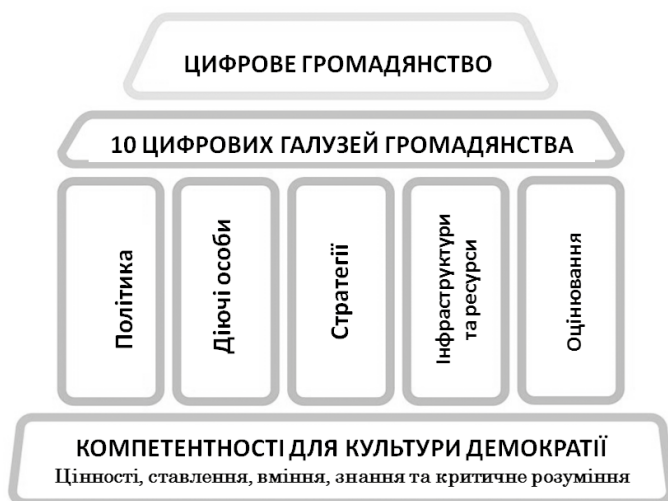 ЦИФРОВЕ ГРОМАДЯНСТВО
10 ЦИФРОВИХ ГАЛУЗЕЙ ГРОМАДЯНСТВА
Політика
Діючі особи
Стратегії
Інфраструктури
та ресурси
Оцінювання
КОМПЕТЕНТНОСТІ ДЛЯ КУЛЬТУРИ ДЕМОКРАТІЇ
Цінності, ставлення, вміння, знання та критичне розуміння